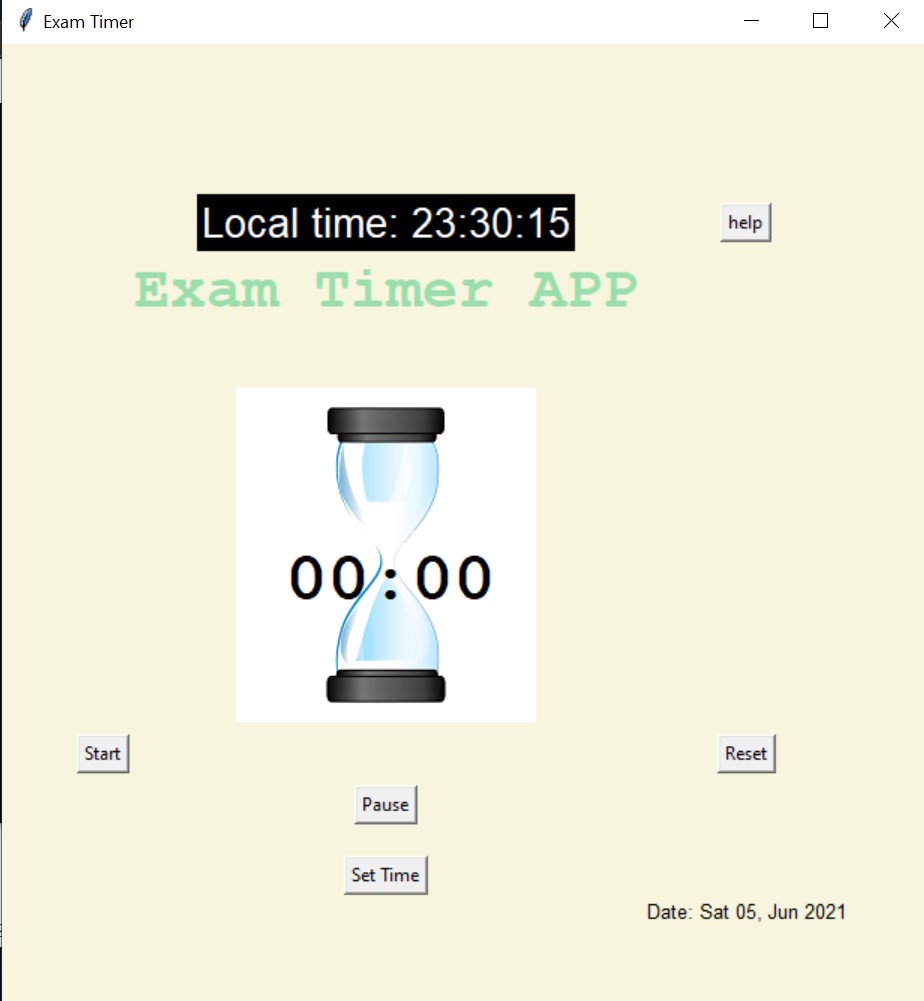 Exam Timer
Local time: 23:30:15
help
Exam Timer APP
00:00
Start
Reset
Pause
Set Time
Date: Sat 05, Jun 2021